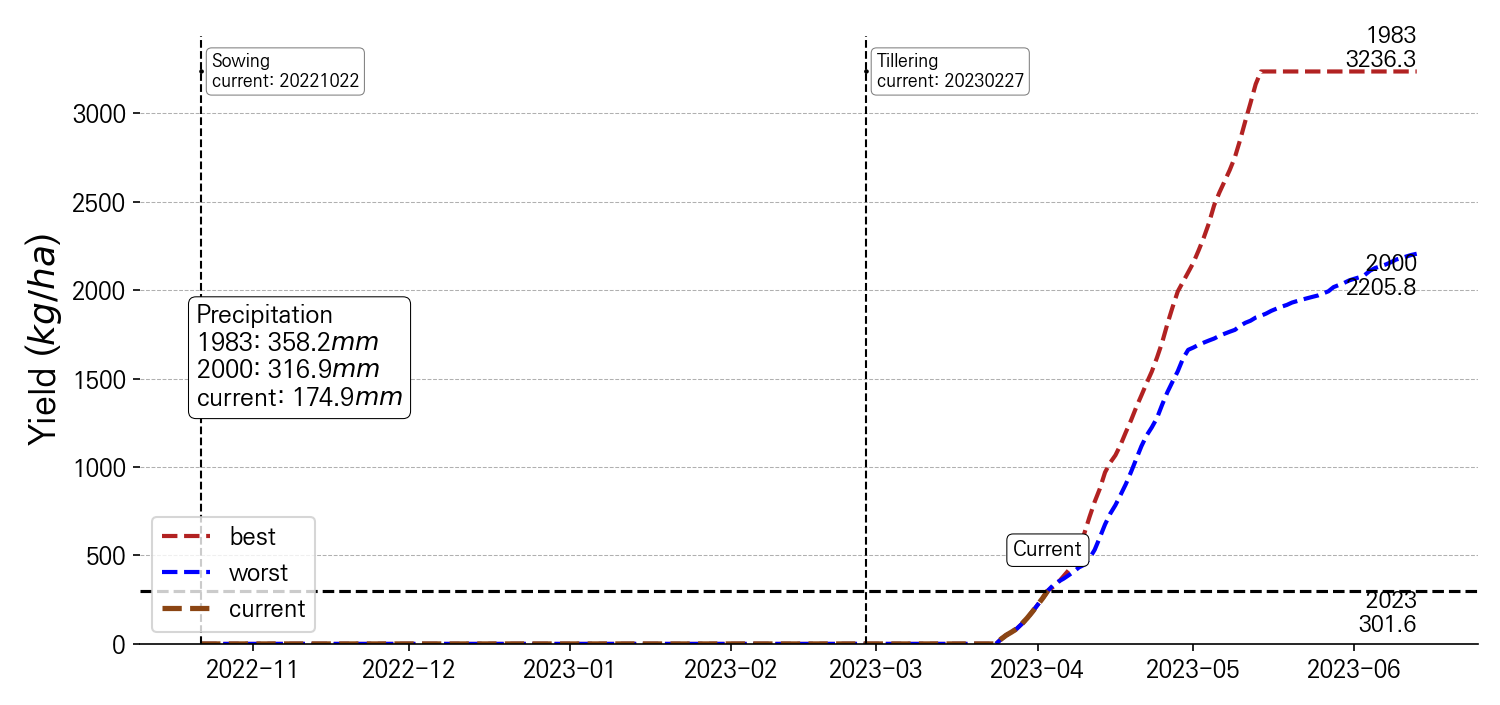 Sowing
current: 20221022
Tillering
current: 20230227
1983
3236.3
2000
2205.8
Precipitation
1983: 358.2mm
2000: 316.9mm
current: 174.9mm
best
worst
current
Current
2023
301.6
Yield (kg/ha)
3000
2500
2000
1500
1000
500
0
2022-11
2022-12
2023-01
2023-02
2023-03
2023-04
2023-05
2023-06